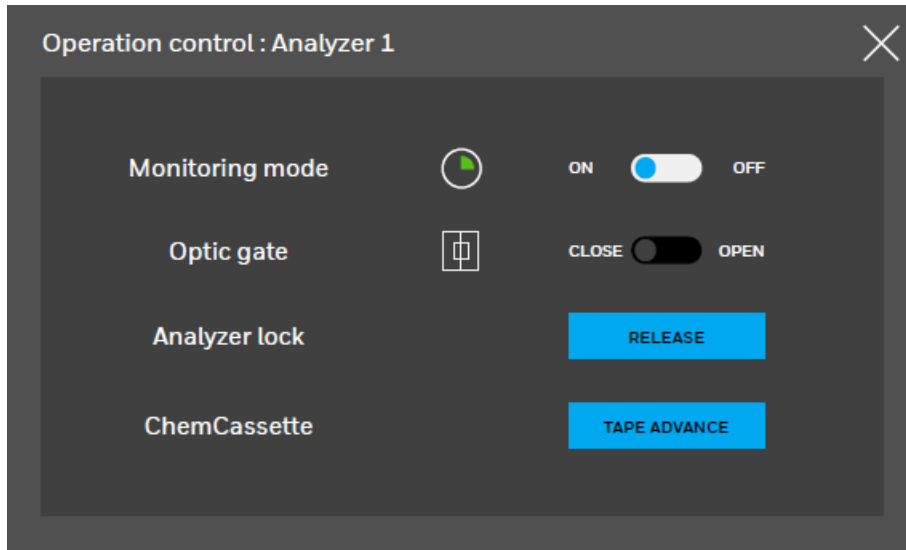 Operation control : Analyzer 1
Monitoring mode ON OFF
Optic gate CLOSE OPEN
Analyzer lock RELEASE
ChemCassette TAPE ADVANCE